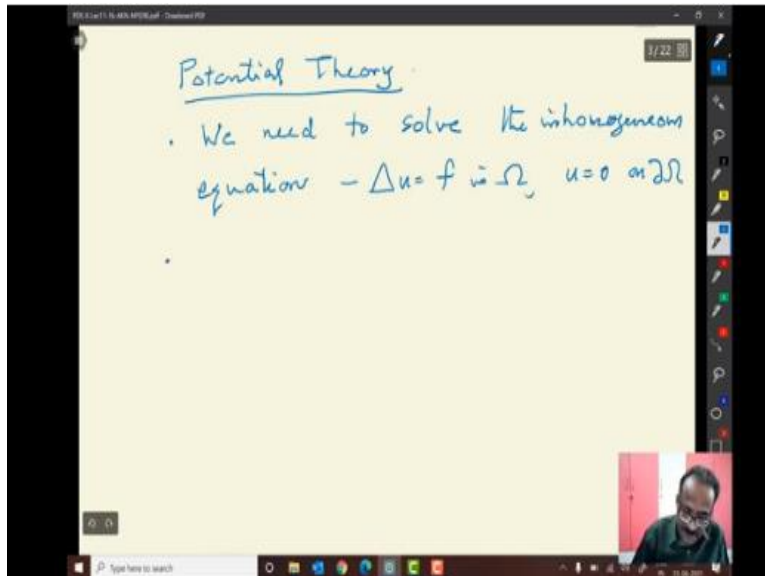 3/22
Potential Theory
. We need to solve the inhomogeneous
equation - Δu = f in Ω, u=0 on ∂Ω
.
Type here to search